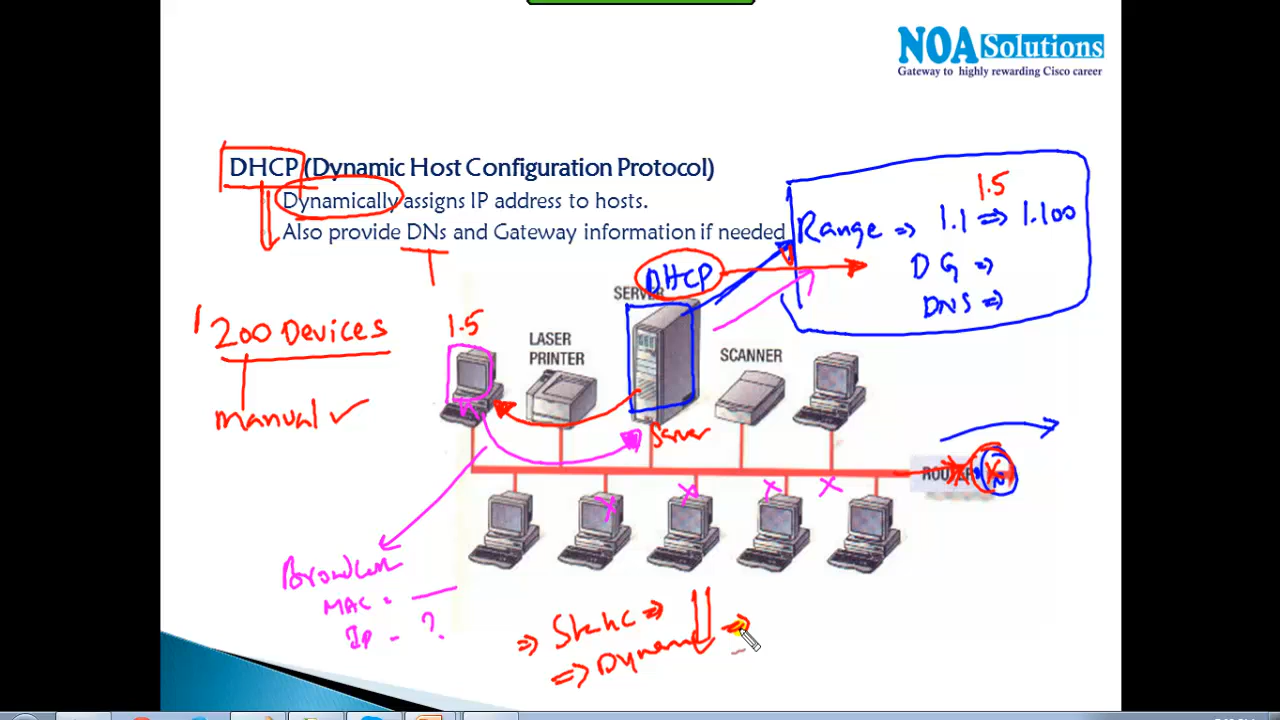 NOA Solutions
Gateway to highly rewarding Cisco career
DHCP (Dynamic Host Configuration Protocol)
Dynamically assigns IP address to hosts.
Also provide DNs and Gateway information if needed
1.5
Range ⇒ 1.1 ⇒ 1.100
DG ⇒
DNS ⇒
DHCP
SERVER
200 Devices
manual ✓
1.5
LASER
PRINTER
SCANNER
Server
ROUTER
MAC =
IP - ?
⇒ Static ⇒
⇒ Dynamic ⇒